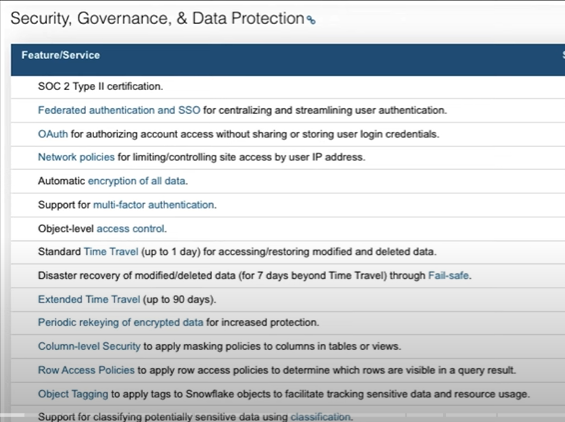 Security, Governance, & Data Protection
Feature/Service
SOC 2 Type II certification.
Federated authentication and SSO for centralizing and streamlining user authentication.
OAuth for authorizing account access without sharing or storing user login credentials.
Network policies for limiting/controlling site access by user IP address.
Automatic encryption of all data.
Support for multi-factor authentication.
Object-level access control.
Standard Time Travel (up to 1 day) for accessing/restoring modified and deleted data.
Disaster recovery of modified/deleted data (for 7 days beyond Time Travel) through Fail-safe.
Extended Time Travel (up to 90 days).
Periodic rekeying of encrypted data for increased protection.
Column-level Security to apply masking policies to columns in tables or views.
Row Access Policies to apply row access policies to determine which rows are visible in a query result.
Object Tagging to apply tags to Snowflake objects to facilitate tracking sensitive data and resource usage.
Support for classifying potentially sensitive data using classification.